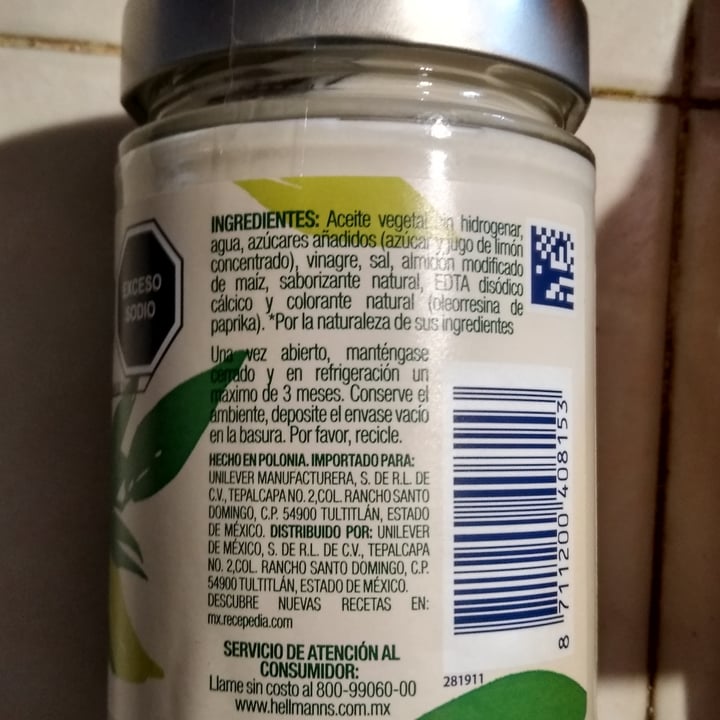 INGREDIENTES: Aceite vegetal sin hidrogenar,
agua, azúcares añadidos (azúcar y jugo de limón
concentrado), vinagre, sal, almidón modificado
de maíz, saborizante natural, EDTA disódico
cálcico y colorante natural (oleorresina de
paprika). *Por la naturaleza de sus ingredientes
EXCESO
SODIO
Una vez abierto, manténgase
cerrado y en refrigeración un
máximo de 3 meses. Conserve el
ambiente, deposite el envase vacío
en la basura. Por favor, recicle.
HECHO EN POLONIA. IMPORTADO PARA:
UNILEVER MANUFACTURERA, S. DE R.L. DE
C.V., TEPALCAPA NO. 2, COL. RANCHO SANTO
DOMINGO, C.P. 54900 TULTITLÁN, ESTADO
DE MÉXICO. DISTRIBUIDO POR: UNILEVER
DE MÉXICO, S. DE R.L. DE C.V., TEPALCAPA
NO. 2, COL. RANCHO SANTO DOMINGO, C.P.
54900 TULTITLÁN, ESTADO DE MÉXICO.
DESCUBRE NUEVAS RECETAS EN:
mx.recepedia.com
SERVICIO DE ATENCIÓN AL
CONSUMIDOR:
Llame sin costo al 800-99060-00
www.hellmanns.com.mx
8 711200 408153
281911